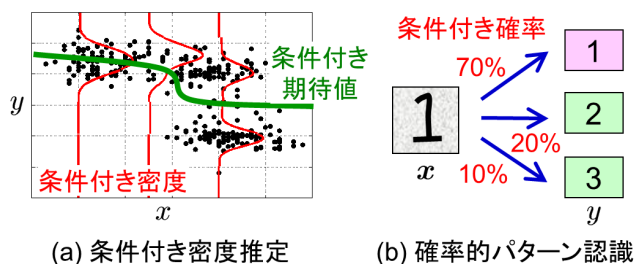 条件付き
期待値
y
条件付き密度
x
(a) 条件付き密度推定
条件付き確率
70%
1
1
x
20%
2
10%
3
y
(b) 確率的パターン認識